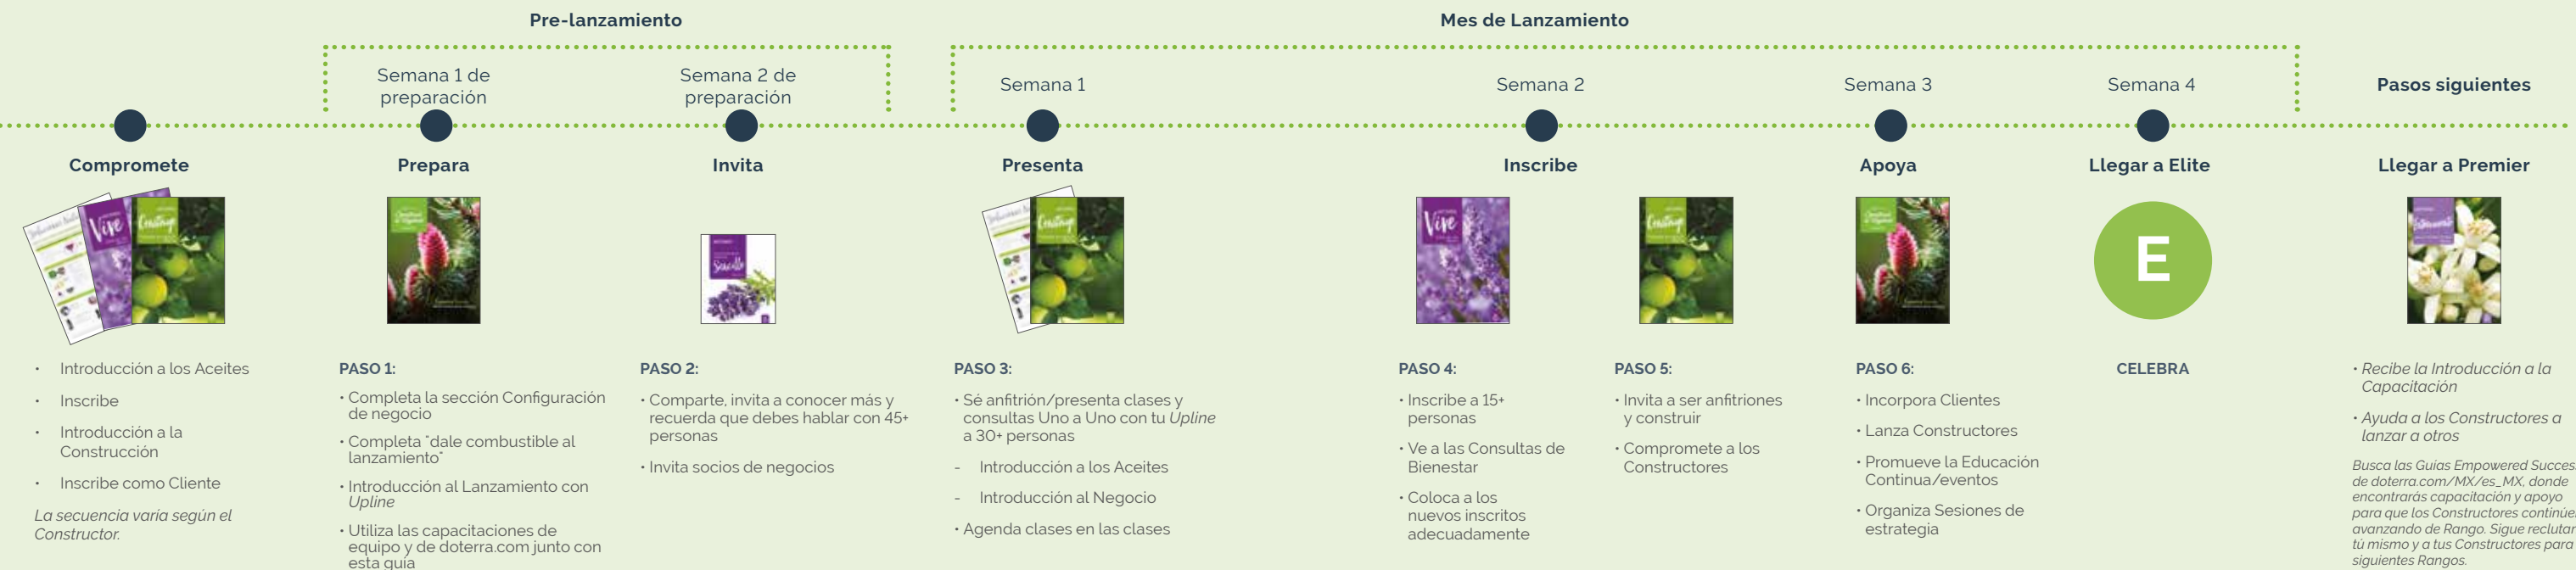 Pre-lanzamiento
Mes de Lanzamiento
Semana 1 de
preparación
Semana 2 de
preparación
Semana 1
Semana 2
Semana 3
Semana 4
Pasos siguientes
Compromete
Prepara
Invita
Presenta
Inscribe
Apoya
Llegar a Elite
Llegar a Premier
Vive
Construye
Sencillo
Construye
Vive
Construye
E
• Introducción a los Aceites
• Inscribe
• Introducción a la
Construcción
• Inscribe como Cliente
La secuencia varía según el
Constructor.
PASO 1:
• Completa la sección Configuración
de negocio
• Completa "dale combustible al
lanzamiento"
• Introducción al Lanzamiento con
Upline
• Utiliza las capacitaciones de
equipo y de doterra.com junto con
esta guía
PASO 2:
• Comparte, invita a conocer más y
recuerda que debes hablar con 45+
personas
• Invita socios de negocios
PASO 3:
• Sé anfitrión/presenta clases y
consultas Uno a Uno con tu Upline
a 30+ personas
- Introducción a los Aceites
- Introducción al Negocio
• Agenda clases en las clases
PASO 4:
• Inscribe a 15+
personas
• Ve a las Consultas de
Bienestar
• Coloca a los
nuevos inscritos
adecuadamente
PASO 5:
• Invita a ser anfitriones
y construir
• Compromete a los
Constructores
PASO 6:
• Incorpora Clientes
• Lanza Constructores
• Promueve la Educación
Continua/eventos
• Organiza Sesiones de
estrategia
CELEBRA
• Recibe la Introducción a la
Capacitación
• Ayuda a los Constructores a
lanzar a otros
Busca las Guías Empowered Succes
de doterra.com/MX/es_MX, donde
encontrarás capacitación y apoyo
para que los Constructores continúe
avanzando de Rango. Sigue reclutar
tú mismo y a tus Constructores para
siguientes Rangos.